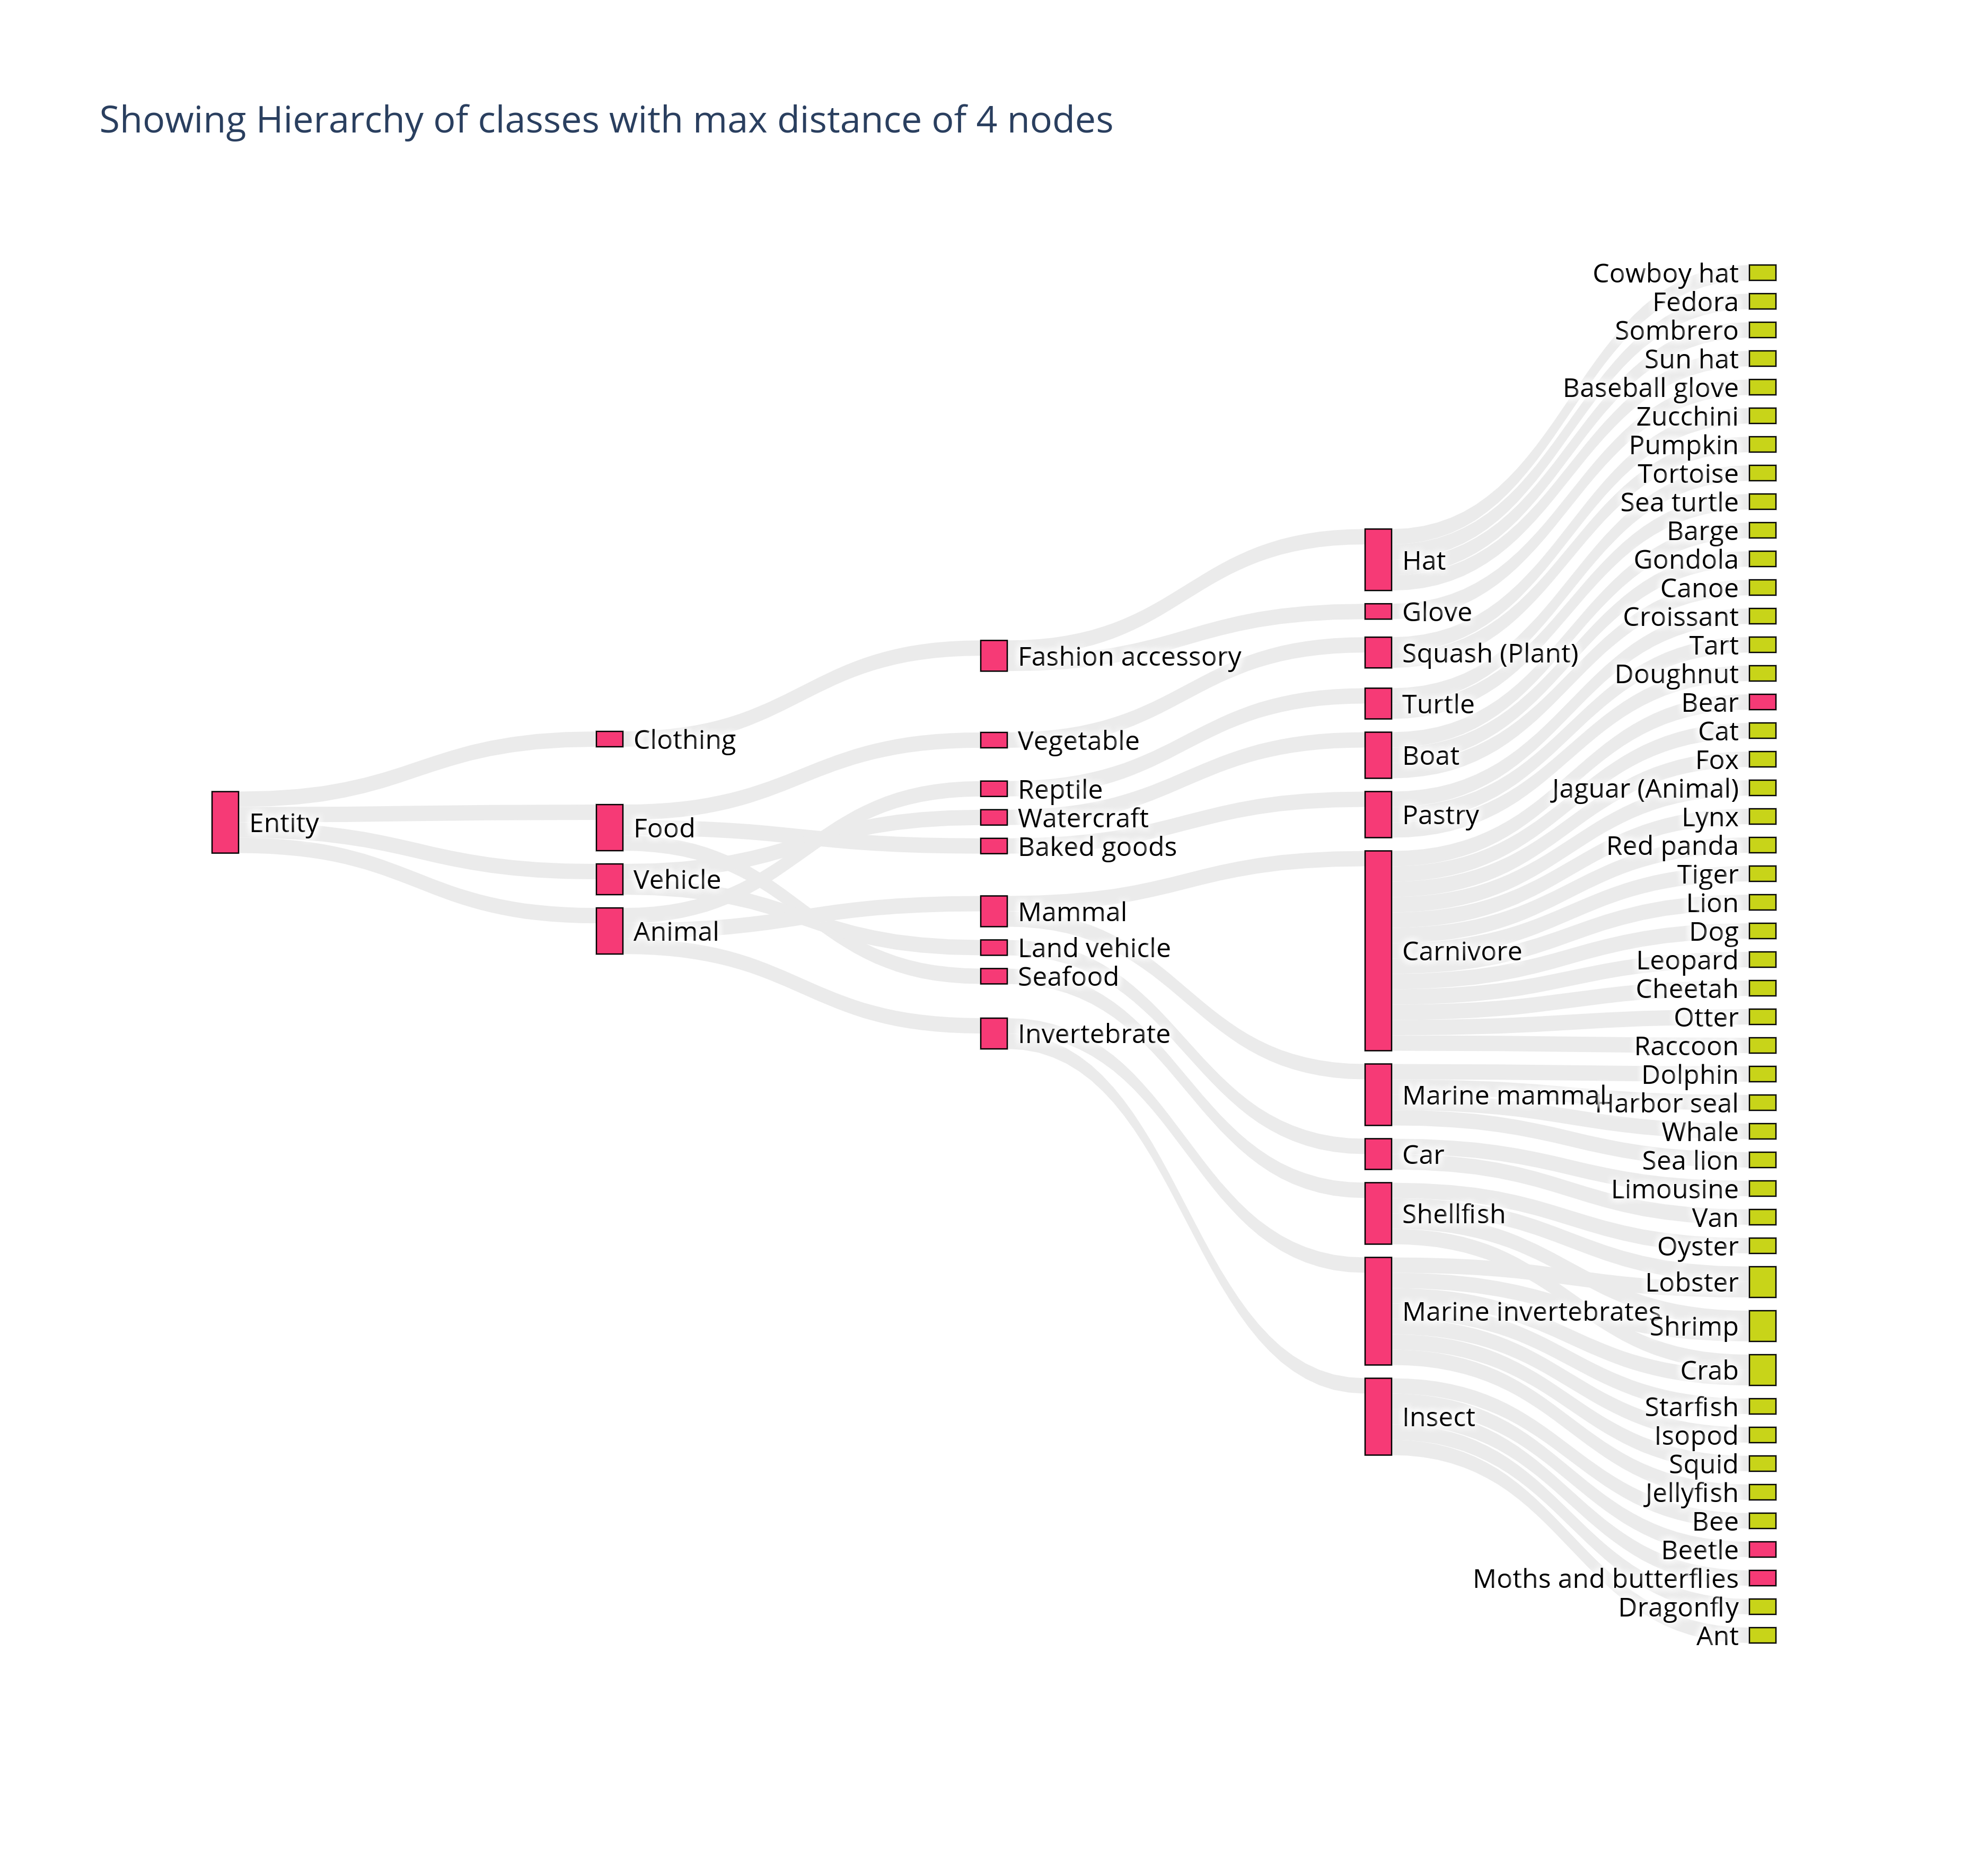 Showing Hierarchy of classes with max distance of 4 nodes
Entity
Clothing
Food
Vehicle
Animal
Fashion accessory
Vegetable
Reptile
Watercraft
Baked goods
Mammal
Land vehicle
Seafood
Invertebrate
Hat
Glove
Squash (Plant)
Turtle
Boat
Pastry
Carnivore
Marine mammal
Car
Shellfish
Marine invertebrates
Insect
Cowboy hat
Fedora
Sombrero
Sun hat
Baseball glove
Zucchini
Pumpkin
Tortoise
Sea turtle
Barge
Gondola
Canoe
Croissant
Tart
Doughnut
Bear
Cat
Fox
Jaguar (Animal)
Lynx
Red panda
Tiger
Lion
Dog
Leopard
Cheetah
Otter
Raccoon
Dolphin
Harbor seal
Whale
Sea lion
Limousine
Van
Oyster
Lobster
Shrimp
Crab
Starfish
Isopod
Squid
Jellyfish
Bee
Beetle
Moths and butterflies
Dragonfly
Ant